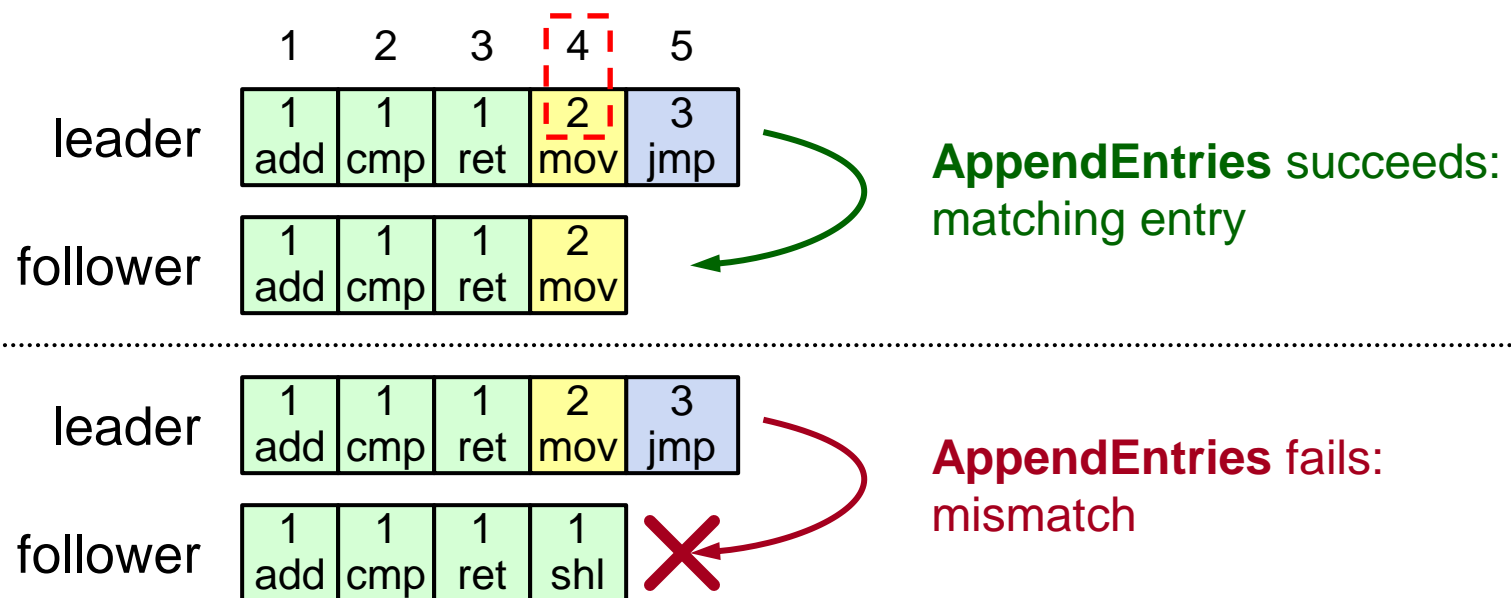 1 2 3 4 5
leader 1 1 1 2 3
add cmp ret mov jmp
AppendEntries succeeds:
matching entry
follower 1 1 1 2
add cmp ret mov
leader 1 1 1 2 3
add cmp ret mov jmp
AppendEntries fails:
mismatch
follower 1 1 1 1
add cmp ret shl